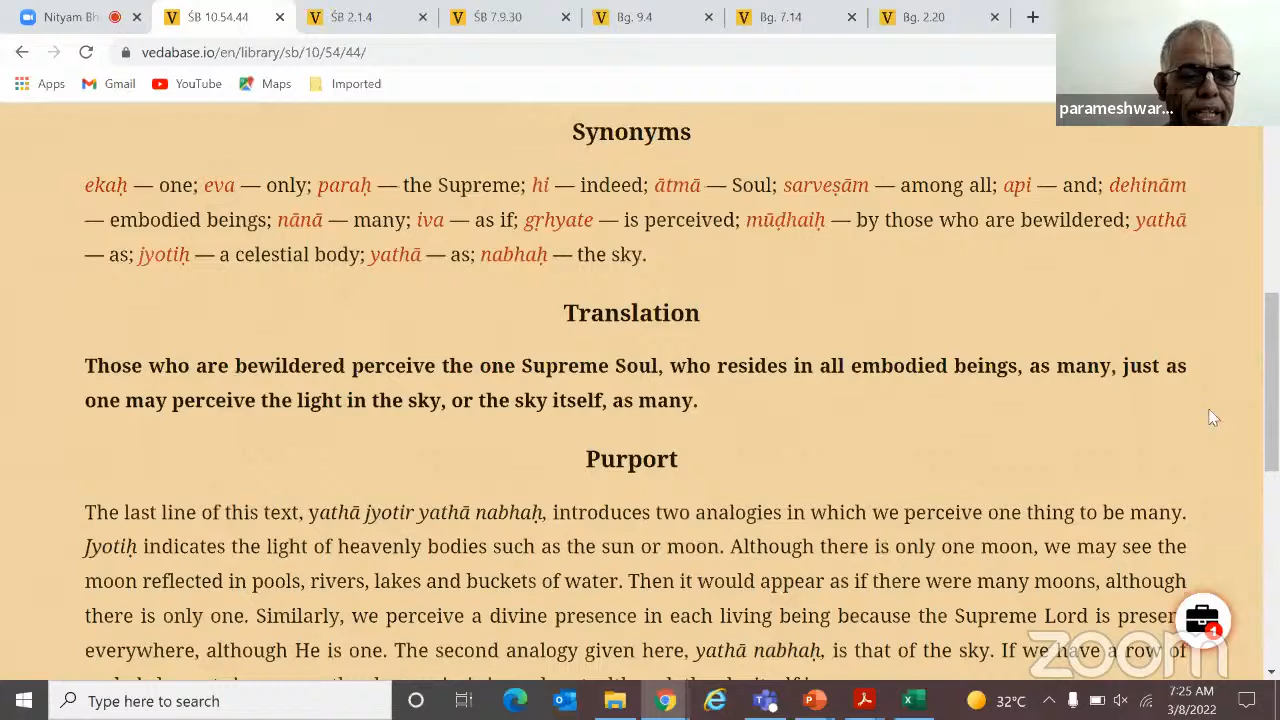 Nityam Bh
ŚB 10.54.44
ŚB 2.1.4
ŚB 7.9.30
Bg. 9.4
Bg. 7.14
Bg. 2.20
vedabase.io/en/library/sb/10/54/44/
Apps Gmail YouTube Maps Imported
parameshwar...
Synonyms
ekaḥ — one; eva — only; paraḥ — the Supreme; hi — indeed; ātmā — Soul; sarveṣām — among all; api — and; dehinām
— embodied beings; nānā — many; iva — as if; gṛhyate — is perceived; mūḍhaiḥ — by those who are bewildered; yathā
— as; jyotiḥ — a celestial body; yathā — as; nabhaḥ — the sky.
Translation
Those who are bewildered perceive the one Supreme Soul, who resides in all embodied beings, as many, just as
one may perceive the light in the sky, or the sky itself, as many.
Purport
The last line of this text, yathā jyotir yathā nabhaḥ, introduces two analogies in which we perceive one thing to be many.
Jyotiḥ indicates the light of heavenly bodies such as the sun or moon. Although there is only one moon, we may see the
moon reflected in pools, rivers, lakes and buckets of water. Then it would appear as if there were many moons, although
there is only one. Similarly, we perceive a divine presence in each living being because the Supreme Lord is present
everywhere, although He is one. The second analogy given here, yathā nabhaḥ, is that of the sky. If we have a row of
1
zoom
Type here to search
32°C
7:25 AM
3/8/2022